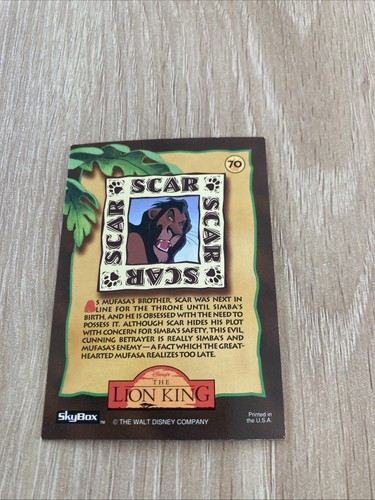 70
SCAR
SCAR
SCAR
SCAR
AS MUFASA'S BROTHER, SCAR WAS NEXT IN
LINE FOR THE THRONE UNTIL SIMBA'S
BIRTH, AND HE IS OBSESSED WITH THE NEED TO
POSSESS IT. ALTHOUGH SCAR HIDES HIS PLOT
WITH CONCERN FOR SIMBA'S SAFETY, THIS EVIL,
CUNNING BETRAYER IS REALLY SIMBA'S AND
MUFASA'S ENEMY—A FACT WHICH THE GREAT-
HEARTED MUFASA REALIZES TOO LATE.
Disney's
THE
LION KING
SkyBox™
© THE WALT DISNEY COMPANY
Printed in
the U.S.A.